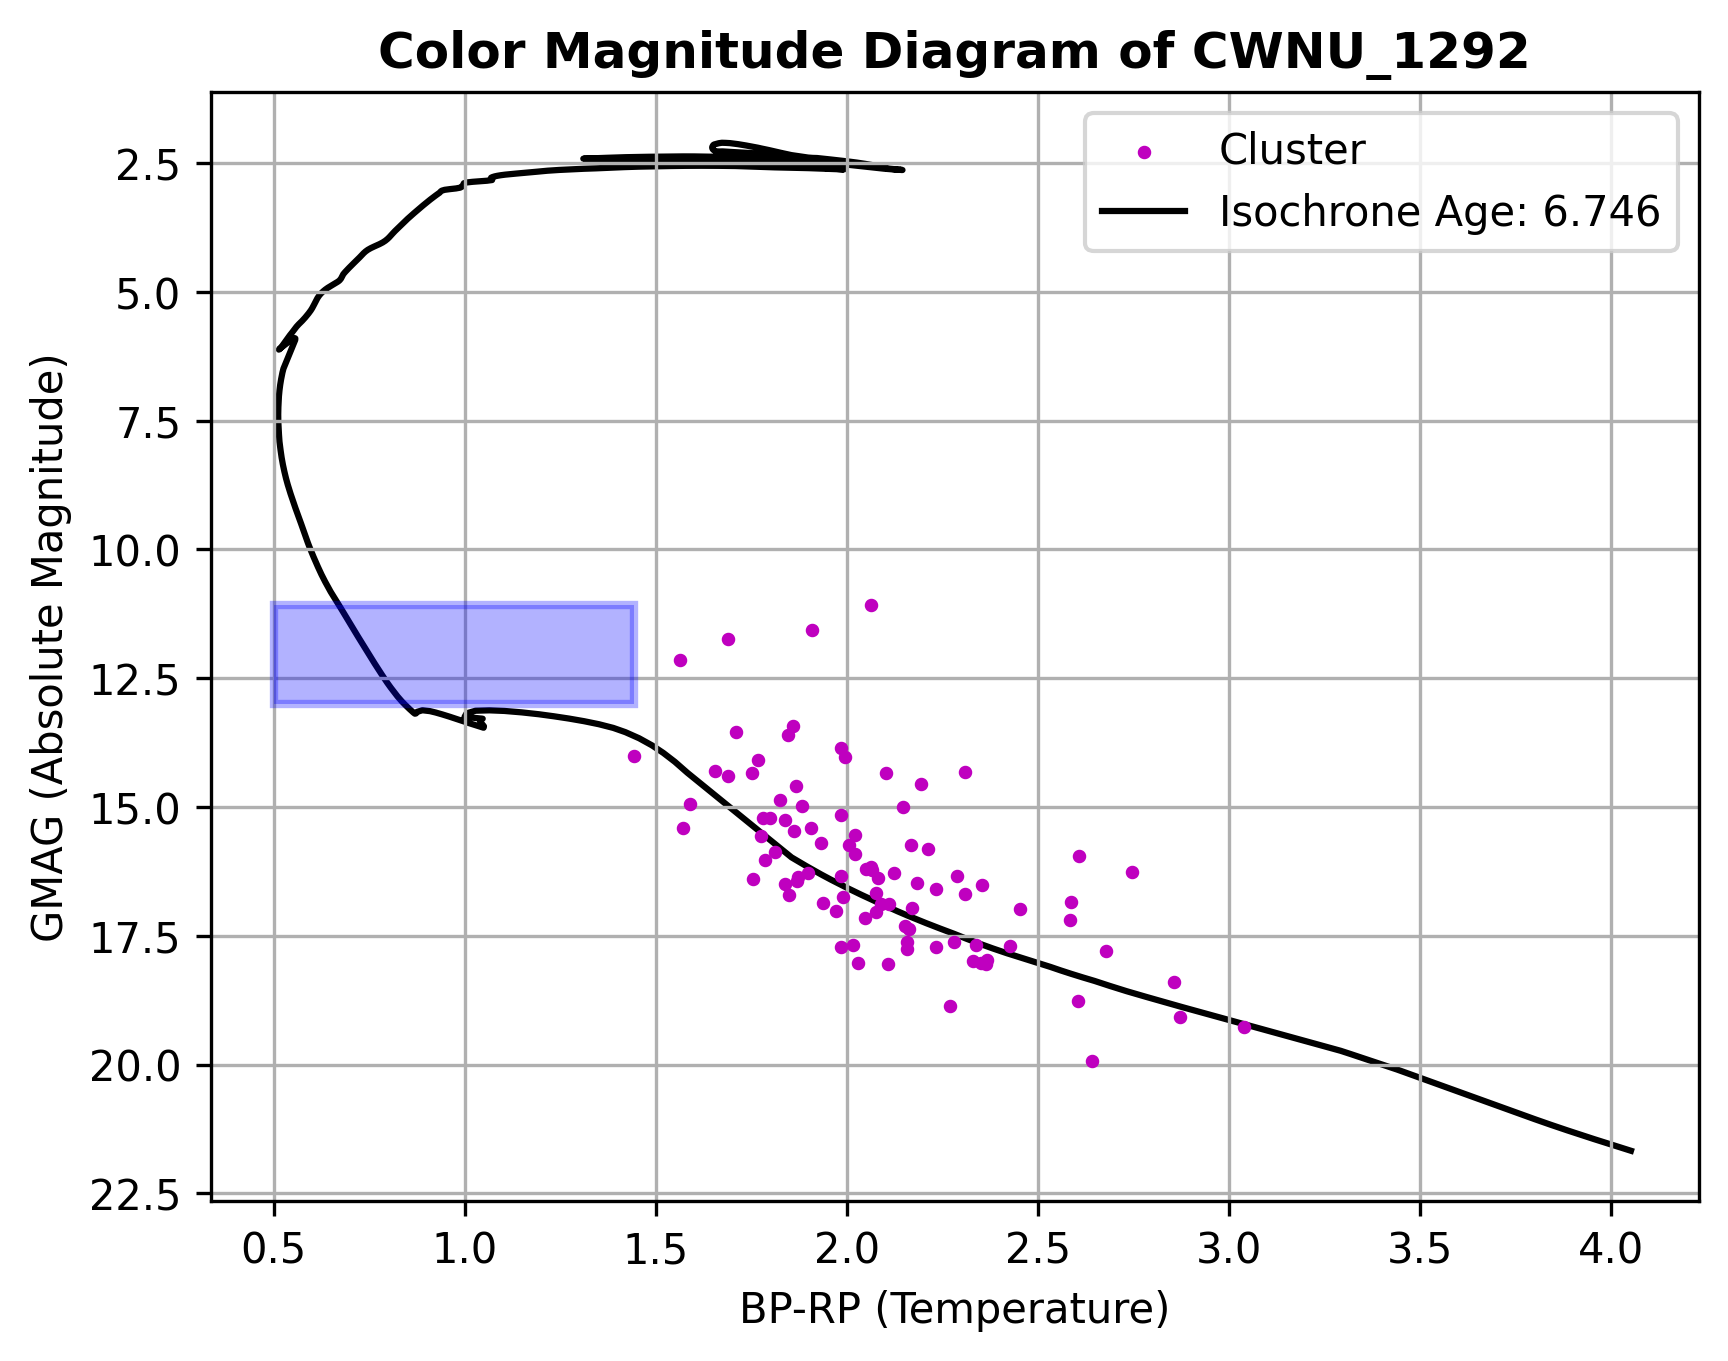 Color Magnitude Diagram of CWNU_1292
Cluster
Isochrone Age: 6.746
GMAG (Absolute Magnitude)
2.5
5.0
7.5
10.0
12.5
15.0
17.5
20.0
22.5
0.5 1.0 1.5 2.0 2.5 3.0 3.5 4.0
BP-RP (Temperature)